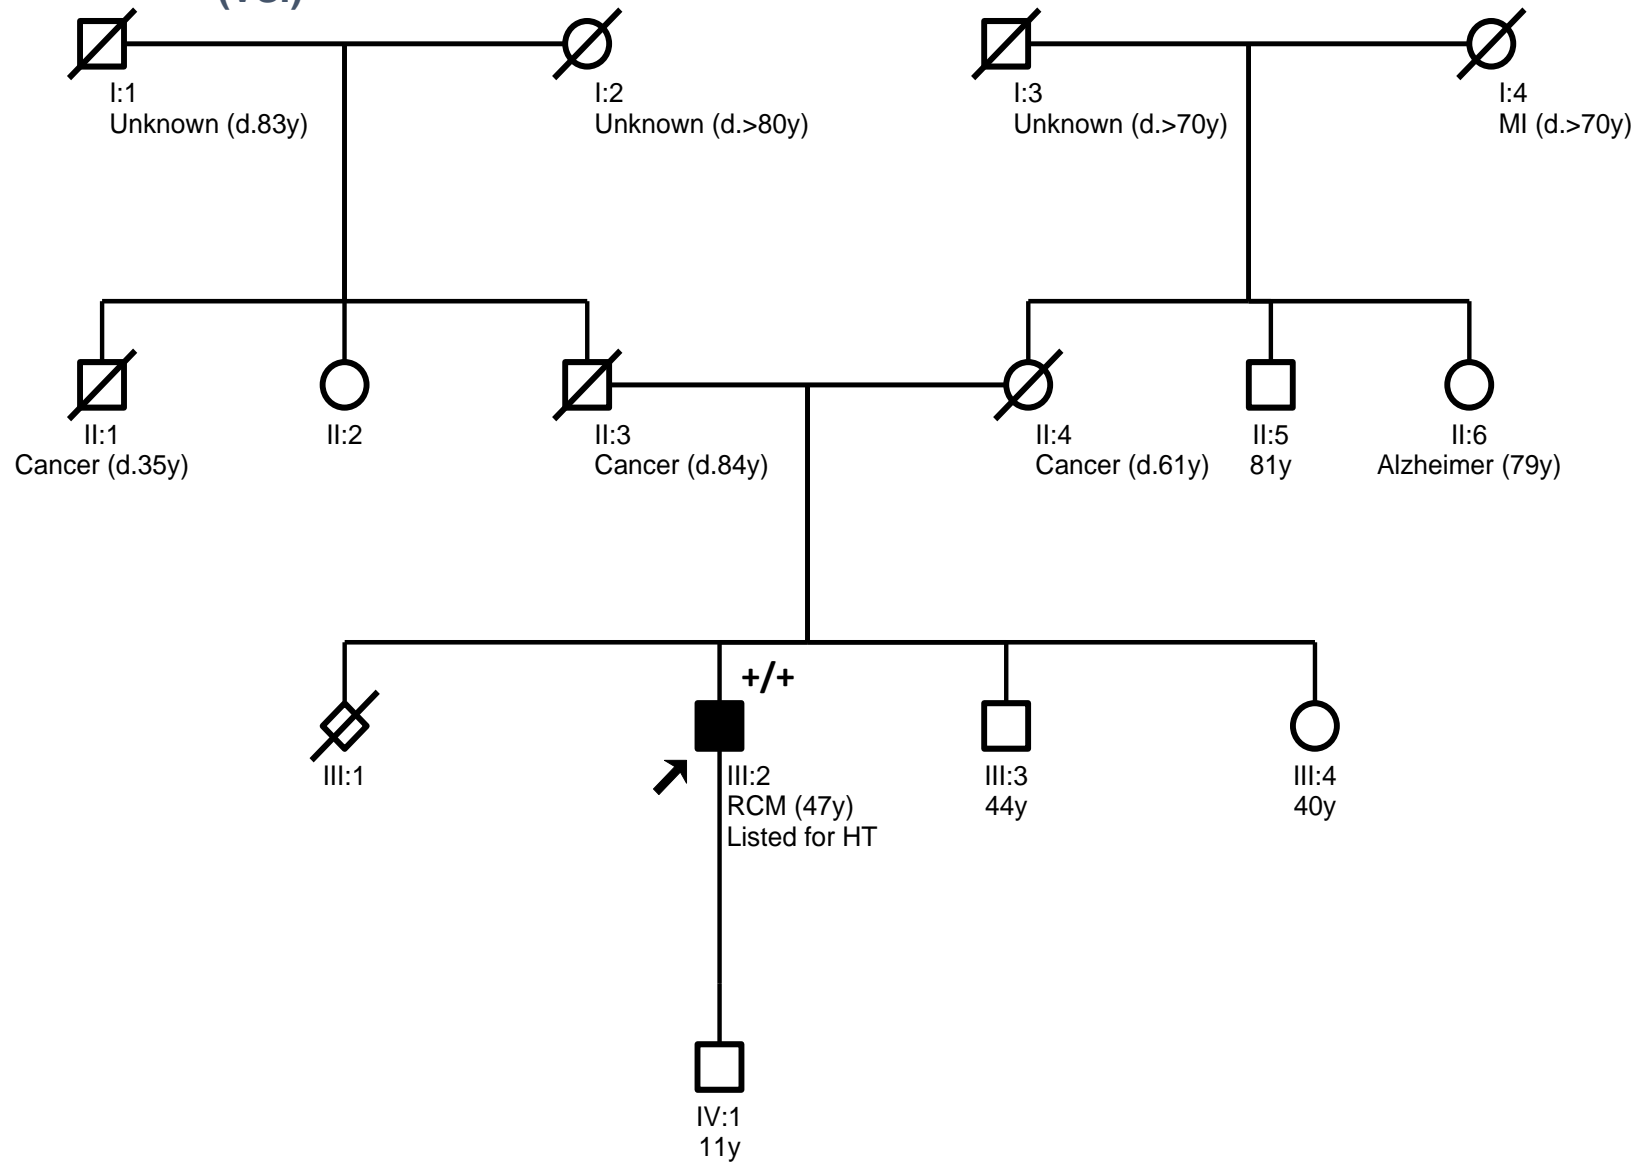 I:1
Unknown (d.83y)
I:2
Unknown (d.>80y)
I:3
Unknown (d.>70y)
I:4
MI (d.>70y)
II:1
Cancer (d.35y)
II:2
II:3
Cancer (d.84y)
II:4
Cancer (d.61y)
II:5
81y
II:6
Alzheimer (79y)
+/+
III:1
III:2
RCM (47y)
Listed for HT
III:3
44y
III:4
40y
IV:1
11y